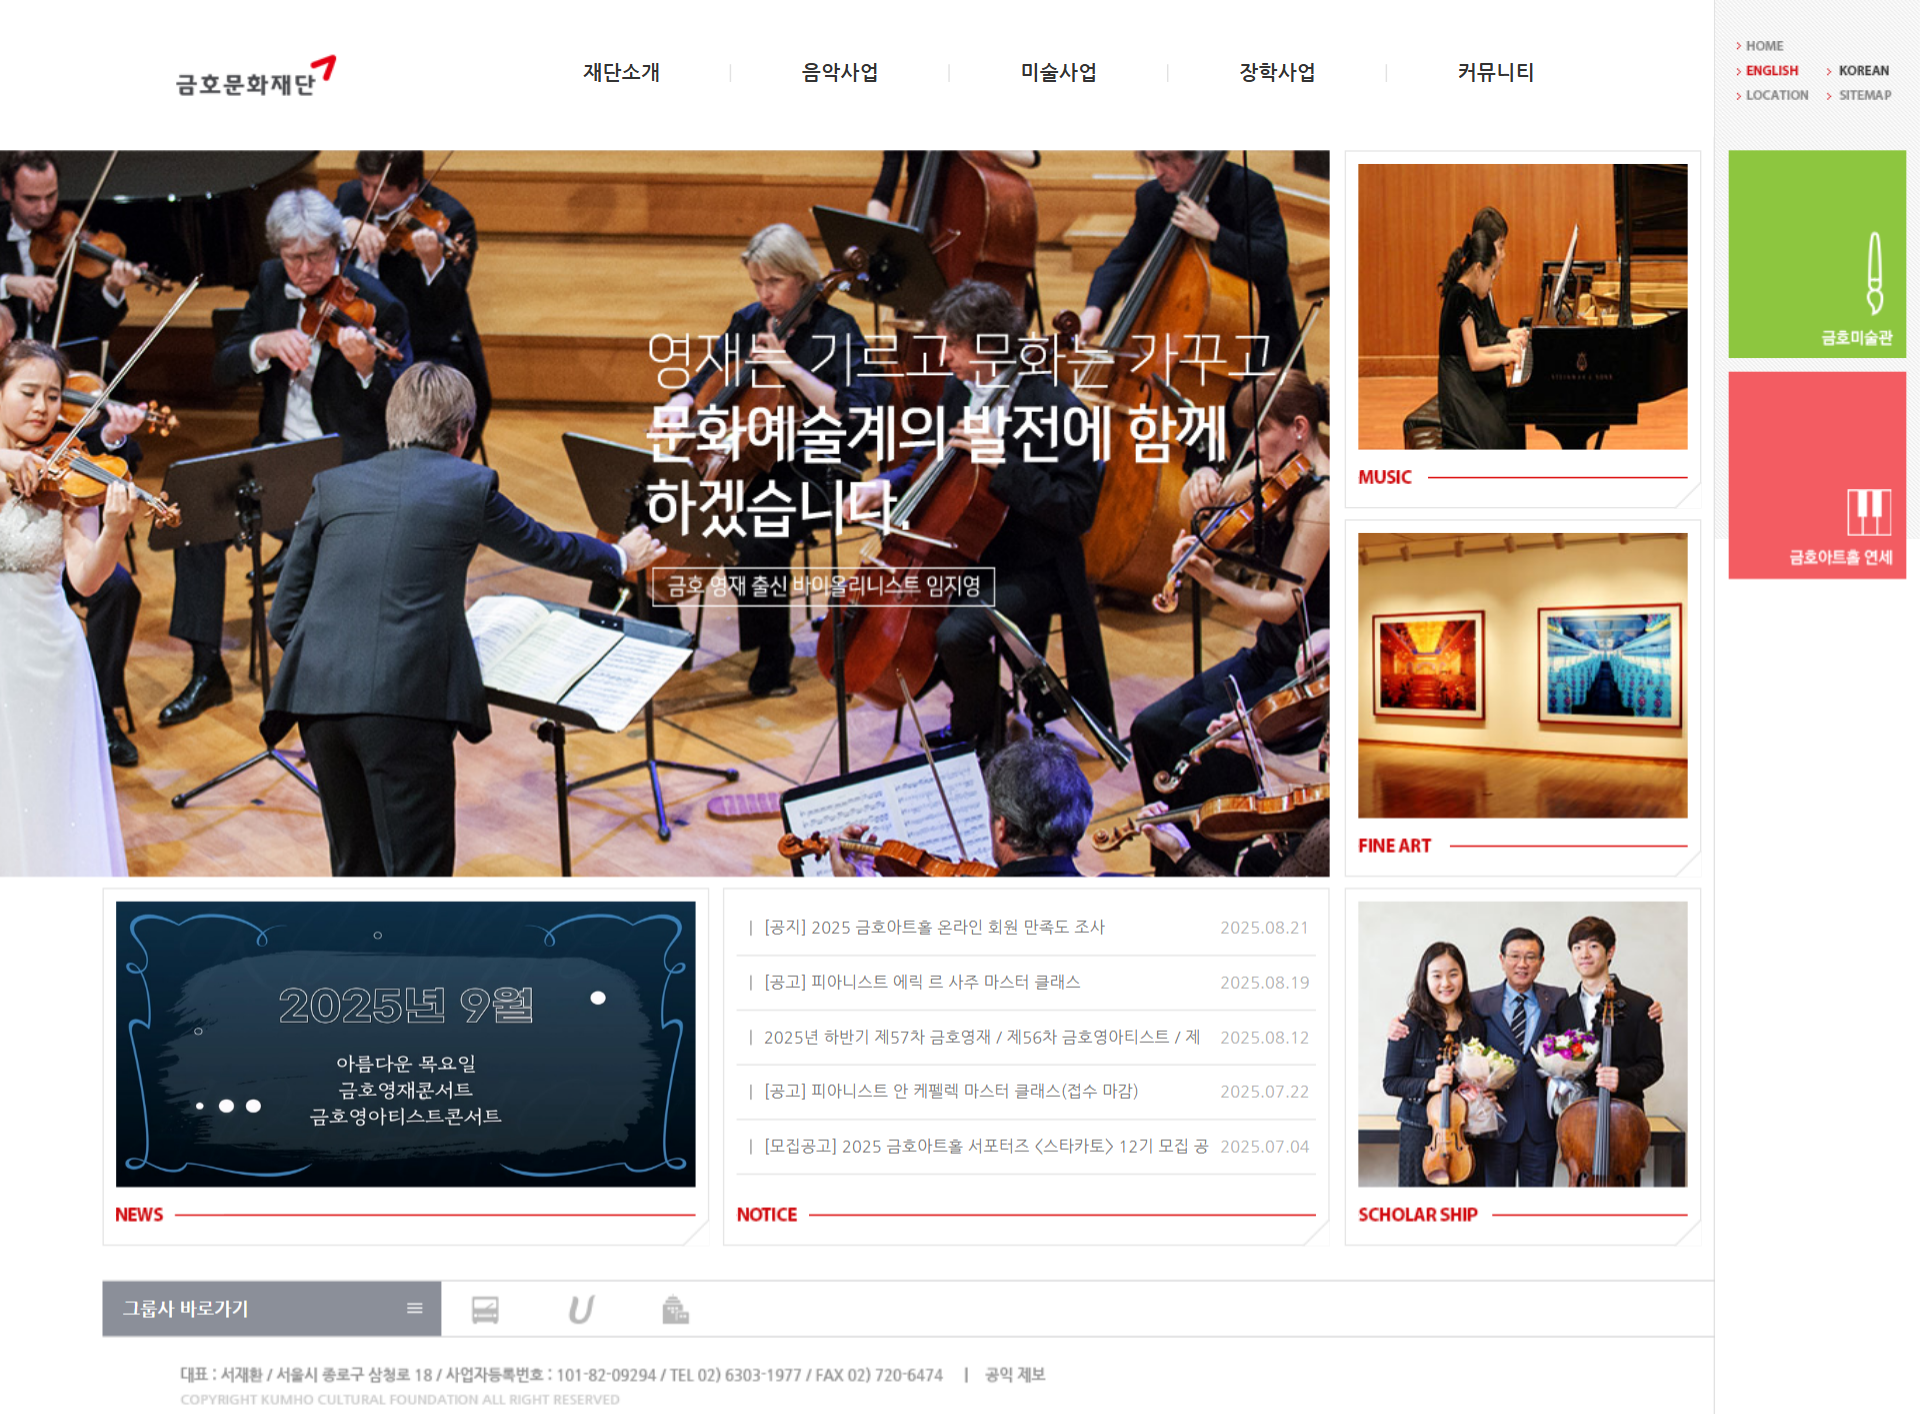 금호문화재단
재단소개
음악사업
미술사업
장학사업
커뮤니티
HOME
ENGLISH
KOREAN
LOCATION
SITEMAP
영재는 기르고 문화는 가꾸고,
문화예술계의 발전에 함께
하겠습니다.
금호 영재 출신 바이올리니스트 임지영
STEINWAY & SONS
MUSIC
금호미술관
금호아트홀 연세
FINE ART
2025년 9월
아름다운 목요일
금호영재콘서트
금호영아티스트콘서트
NEWS
| [공지] 2025 금호아트홀 온라인 회원 만족도 조사 2025.08.21
| [공고] 피아니스트 에릭 르 사주 마스터 클래스 2025.08.19
| 2025년 하반기 제57차 금호영재 / 제56차 금호영아티스트 / 제 2025.08.12
| [공고] 피아니스트 안 케펠렉 마스터 클래스(접수 마감) 2025.07.22
| [모집공고] 2025 금호아트홀 서포터즈 <스타카토> 12기 모집 공 2025.07.04
NOTICE
SCHOLAR SHIP
그룹사 바로가기
대표 : 서재환 / 서울시 종로구 삼청로 18 / 사업자등록번호 : 101-82-09294 / TEL 02) 6303-1977 / FAX 02) 720-6474 | 공익 제보
COPYRIGHT KUMHO CULTURAL FOUNDATION ALL RIGHT RESERVED